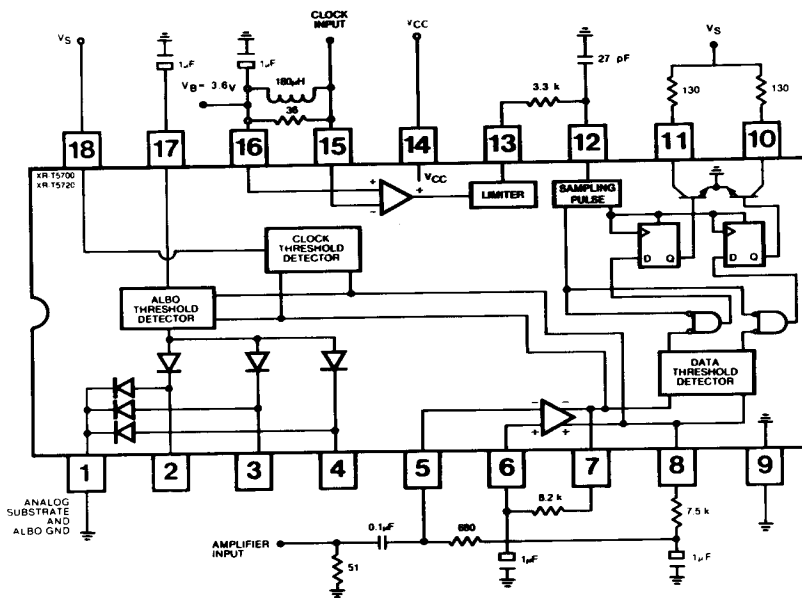 CLOCK
INPUT
VS
1µF
1µF
180µH
VB= 3.6V
36
VCC
27 pF
3.3 k
VS
130
130
18
17
16
15
14
13
12
11
10
XR-T5700
XR-T5720
+
−
+
VCC
LIMITER
SAMPLING
PULSE
CLOCK
THRESHOLD
DETECTOR
D Q
D Q
ALBO
THRESHOLD
DETECTOR
DATA
THRESHOLD
DETECTOR
− −
+ +
1
2
3
4
5
6
7
8
9
ANALOG
SUBSTRATE
AND
ALBO GND
8.2 k
7.5 k
0.1µF
680
AMPLIFIER
INPUT
51
1µF
1µF